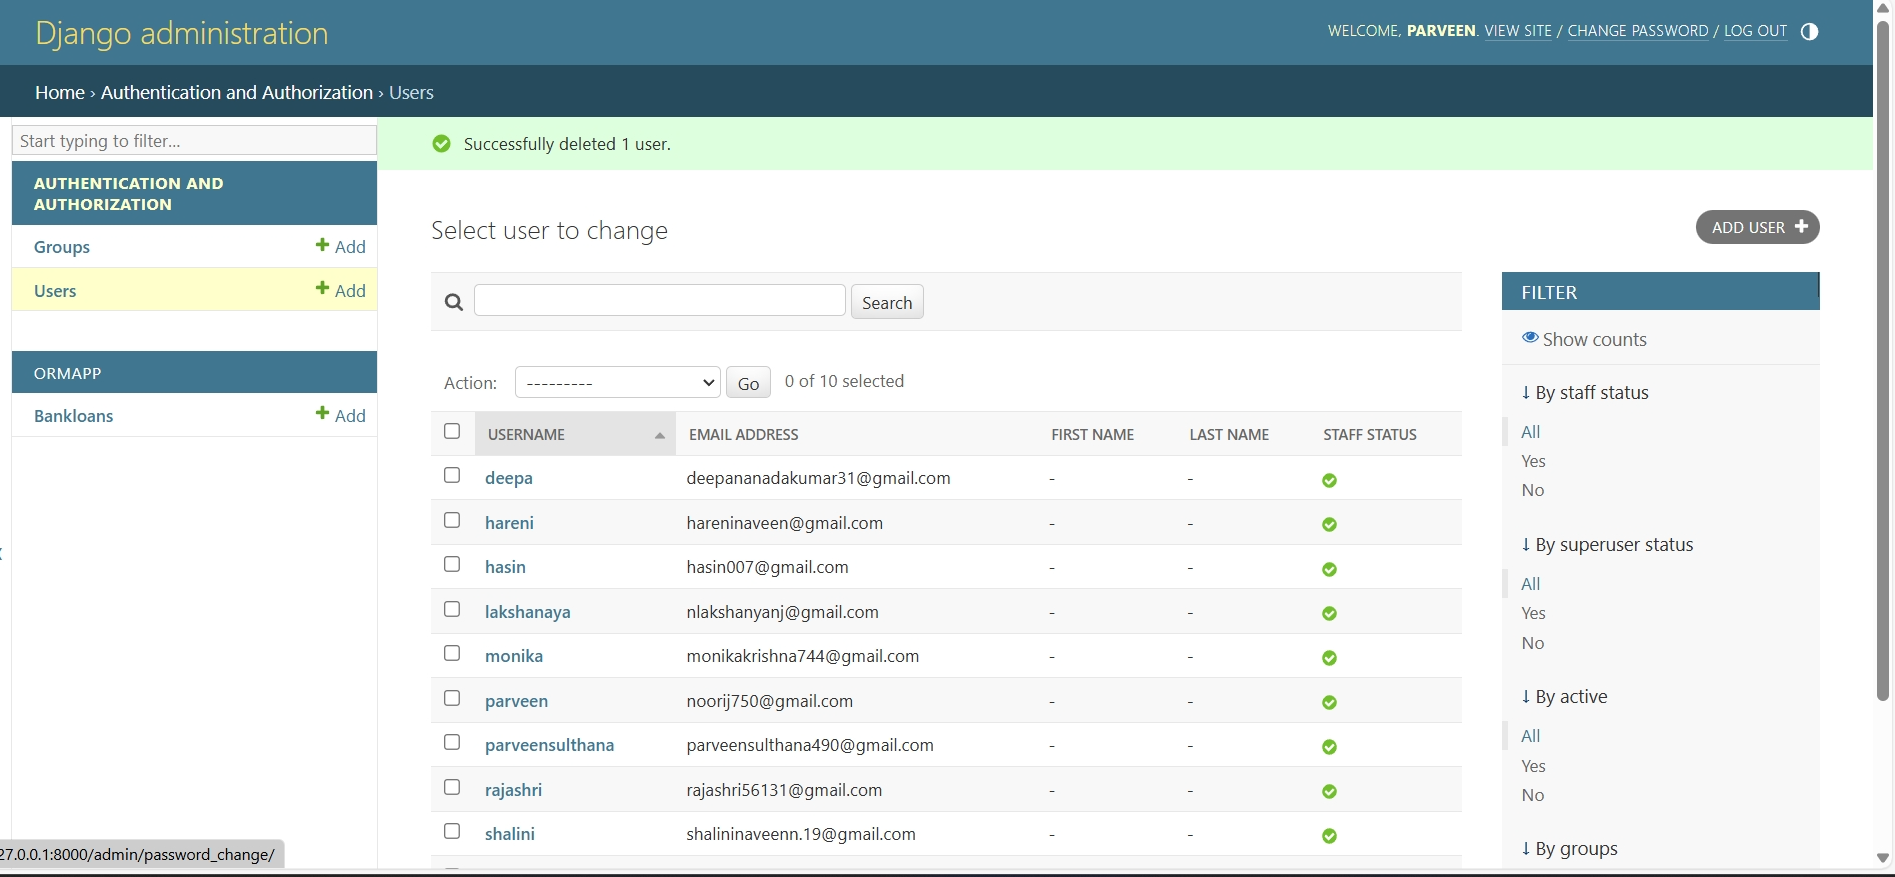 Django administration
WELCOME, PARVEEN. VIEW SITE / CHANGE PASSWORD / LOG OUT
Home › Authentication and Authorization › Users
Start typing to filter...
AUTHENTICATION AND
AUTHORIZATION
Groups + Add
Users + Add
ORMAPP
Bankloans + Add
Successfully deleted 1 user.
Select user to change
ADD USER +
Search
Action: --------- Go 0 of 10 selected
USERNAME EMAIL ADDRESS FIRST NAME LAST NAME STAFF STATUS
deepa deepananadakumar31@gmail.com - -
hareni hareninaveen@gmail.com - -
hasin hasin007@gmail.com - -
lakshanaya nlakshanyanj@gmail.com - -
monika monikakrishna744@gmail.com - -
parveen noorij750@gmail.com - -
parveensulthana parveensulthana490@gmail.com - -
rajashri rajashri56131@gmail.com - -
shalini shalininaveenn.19@gmail.com - -
FILTER
Show counts
↓ By staff status
All
Yes
No
↓ By superuser status
All
Yes
No
↓ By active
All
Yes
No
↓ By groups
27.0.0.1:8000/admin/password_change/